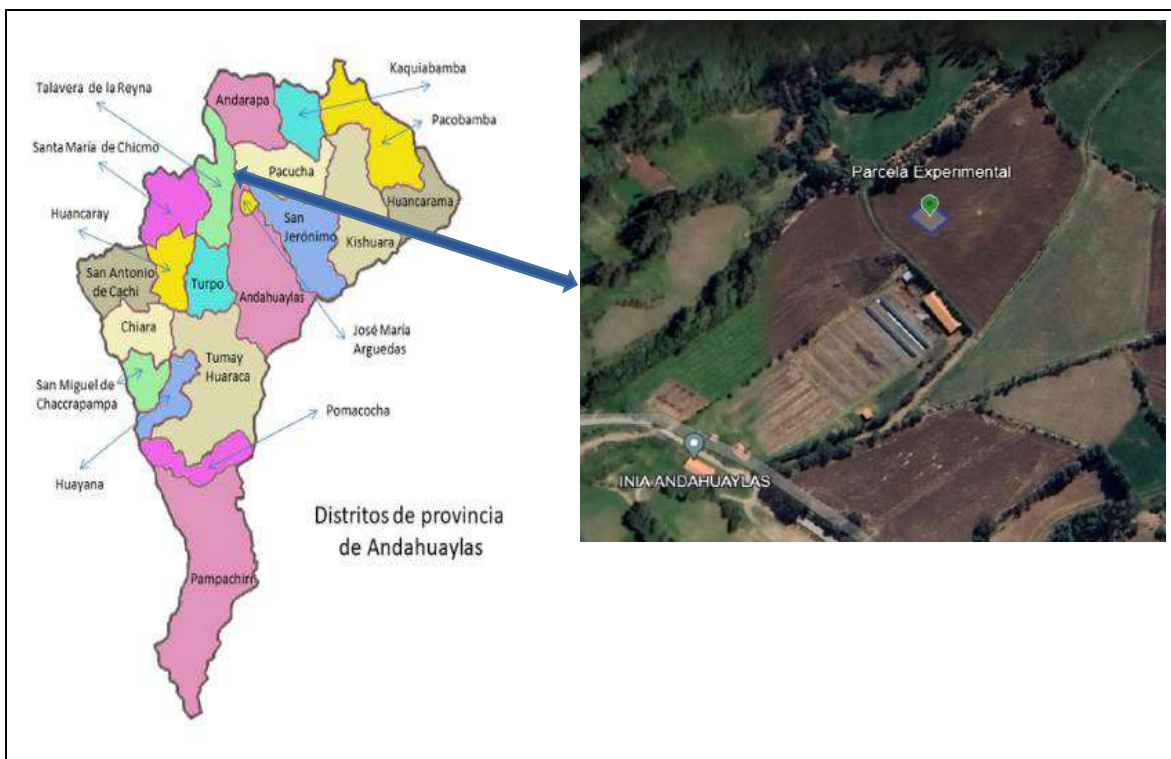 Kaquiabamba
Talavera de la Reyna
Andarapa
Pacobamba
Santa María de Chicmo
Pacucha
Huancarama
Huancaray
San
Jerónimo
Kishuara
San Antonio
de Cachi
Turpo
Andahuaylas
Chiara
José María
Arguedas
Tumay
Huaraca
San Miguel de
Chaccrapampa
Pomacocha
Huayana
Distritos de provincia
de Andahuaylas
Pampachiri
Parcela Experimental
INIA ANDAHUAYLAS